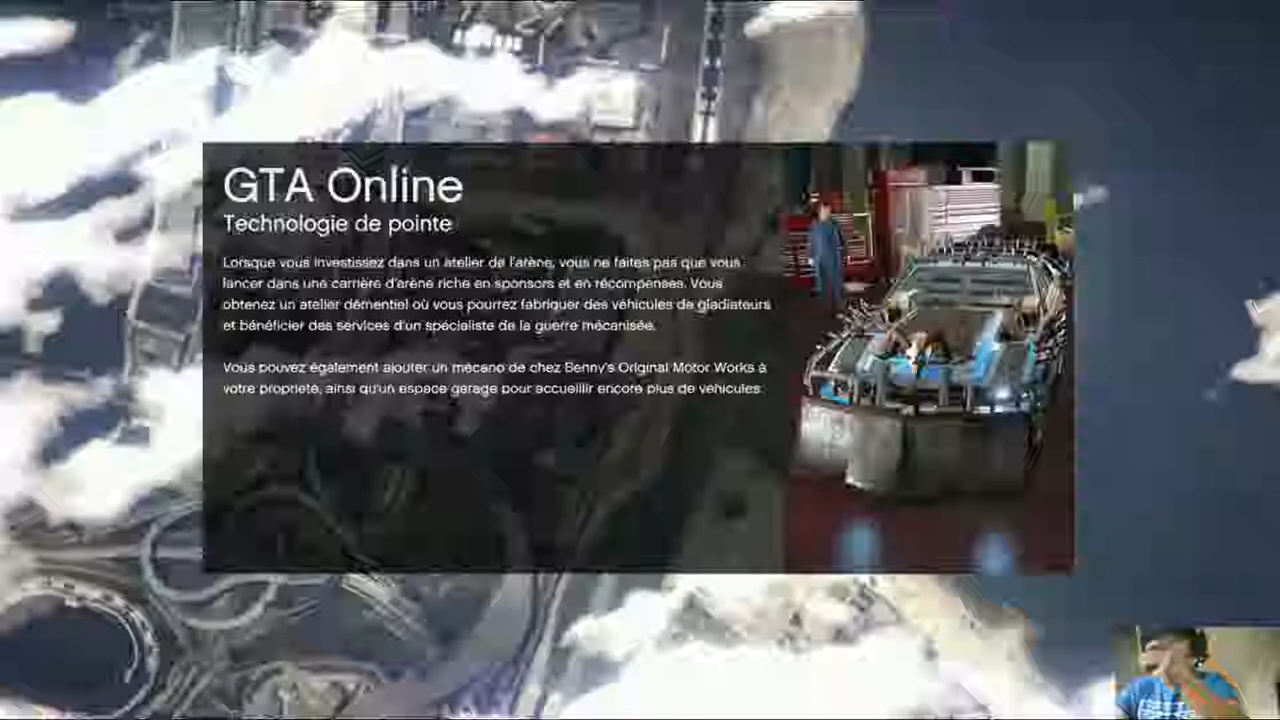 GTA Online
Technologie de pointe
Lorsque vous investissez dans un atelier de l'arène, vous ne faites pas que vous
lancer dans une carrière d'arène riche en sponsors et en récompenses. Vous
obtenez un atelier démentiel où vous pourrez fabriquer des véhicules de gladiateurs
et bénéficier des services d'un spécialiste de la guerre mécanisée.
Vous pouvez également ajouter un mécano de chez Benny's Original Motor Works à
votre propriété, ainsi qu'un espace garage pour accueillir encore plus de véhicules.